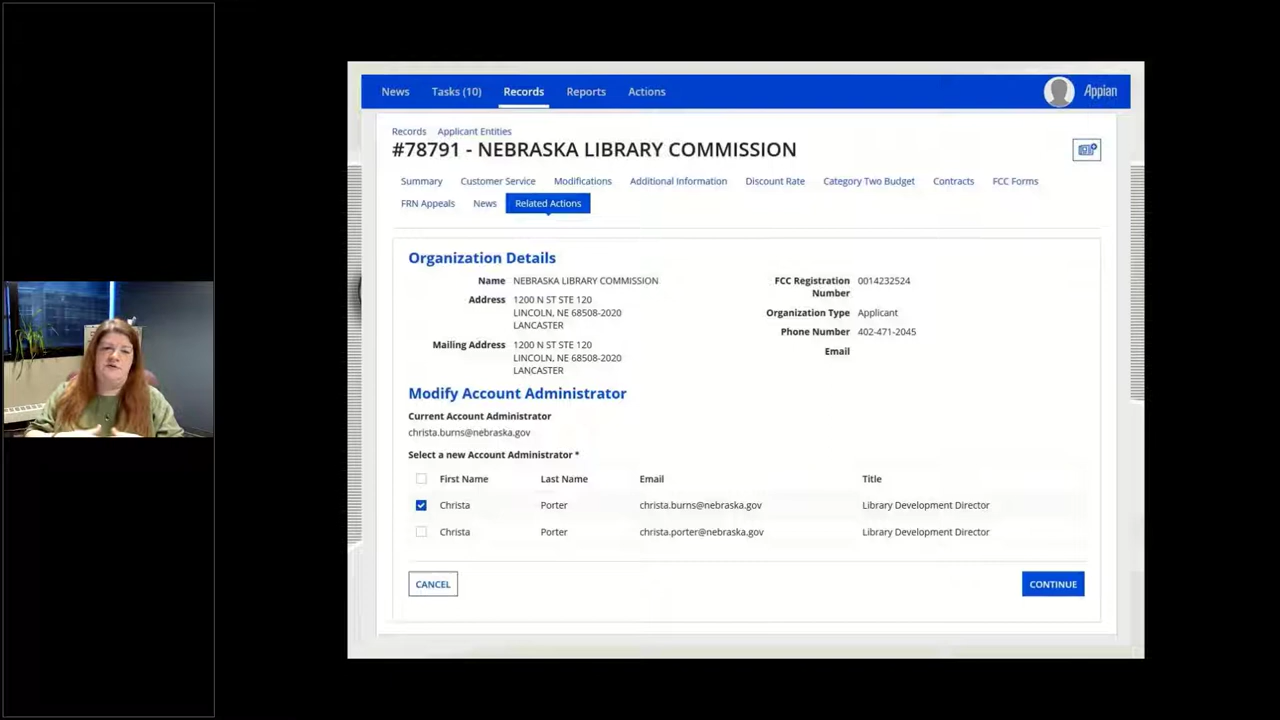 News Tasks (10) Records Reports Actions Appian
Records Applicant Entities
#78791 - NEBRASKA LIBRARY COMMISSION
Summary Customer Service Modifications Additional Information Discount Rate Category Two Budget Contracts FCC Forms
FRN Appeals News Related Actions
Organization Details
Name NEBRASKA LIBRARY COMMISSION
Address 1200 N ST STE 120
LINCOLN, NE 68508-2020
LANCASTER
Mailing Address 1200 N ST STE 120
LINCOLN, NE 68508-2020
LANCASTER
FCC Registration
Number 0014232524
Organization Type Applicant
Phone Number 402-471-2045
Email
Modify Account Administrator
Current Account Administrator
christa.burns@nebraska.gov
Select a new Account Administrator *
First Name Last Name Email Title
Christa Porter christa.burns@nebraska.gov Library Development Director
Christa Porter christa.porter@nebraska.gov Library Development Director
CANCEL CONTINUE